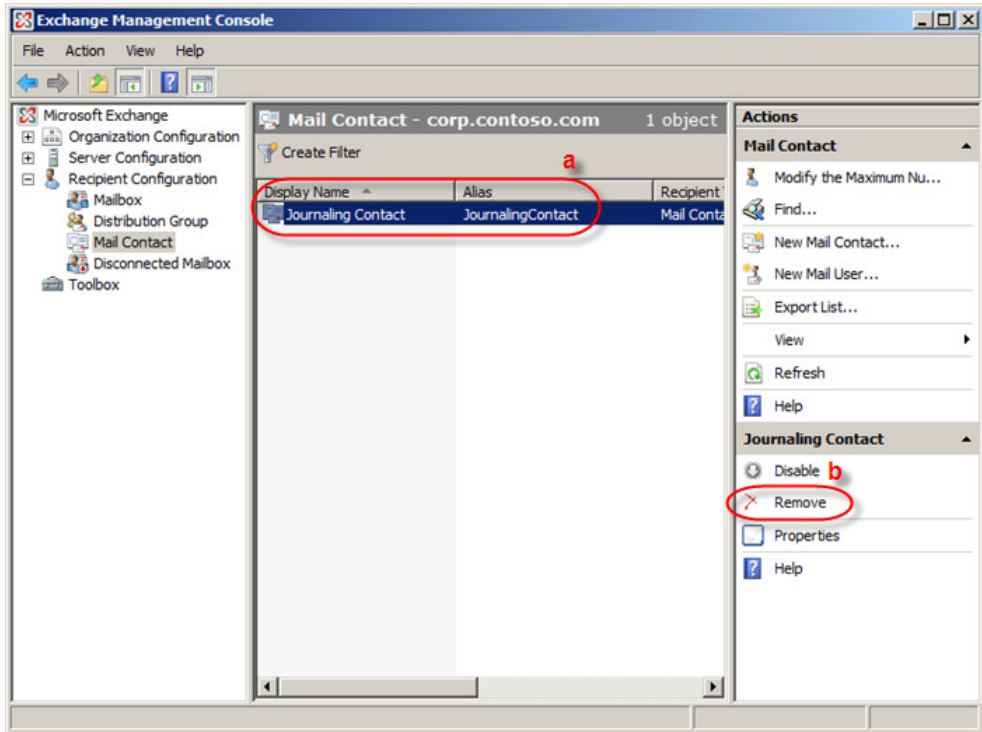 Exchange Management Console
File Action View Help
Microsoft Exchange
Organization Configuration
Server Configuration
Recipient Configuration
Mailbox
Distribution Group
Mail Contact
Disconnected Mailbox
Toolbox
Mail Contact - corp.contoso.com 1 object
Create Filter
a
Display Name Alias Recipient
Journaling Contact JournalingContact Mail Conta
Actions
Mail Contact
Modify the Maximum Nu...
Find...
New Mail Contact...
New Mail User...
Export List...
View
Refresh
Help
Journaling Contact
Disable b
Remove
Properties
Help